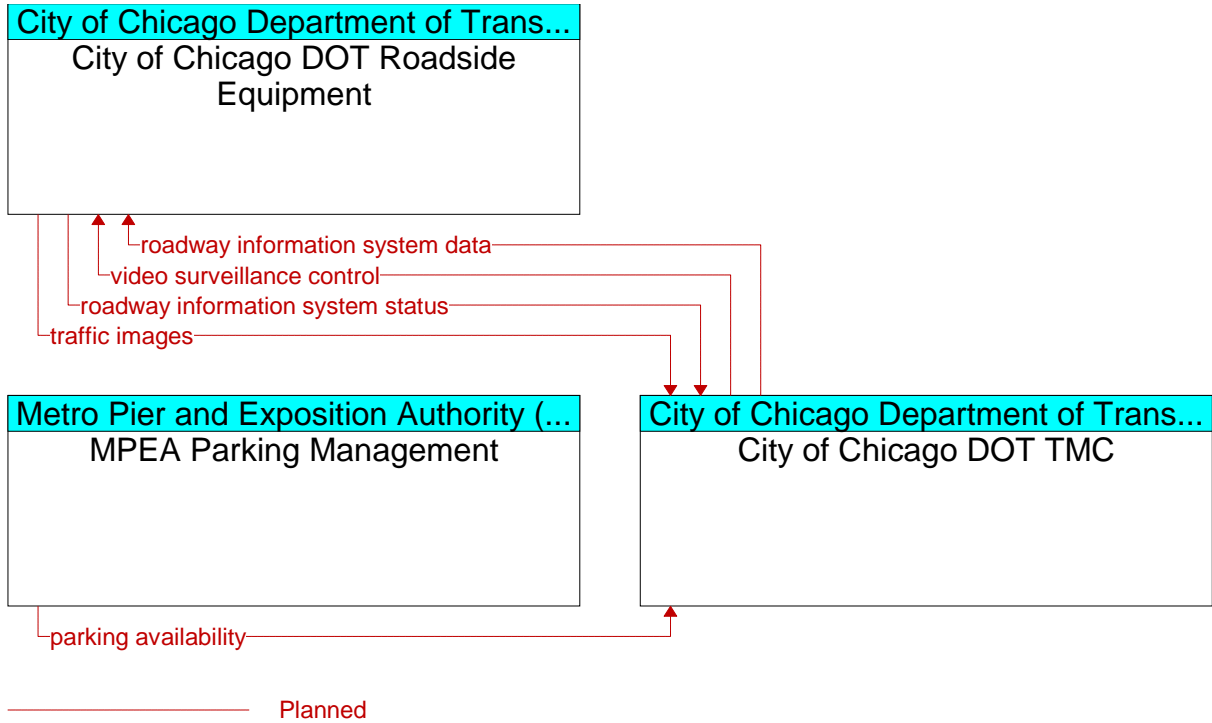 City of Chicago Department of Trans...
City of Chicago DOT Roadside
Equipment
roadway information system data
video surveillance control
roadway information system status
traffic images
Metro Pier and Exposition Authority (...
MPEA Parking Management
City of Chicago Department of Trans...
City of Chicago DOT TMC
parking availability
Planned